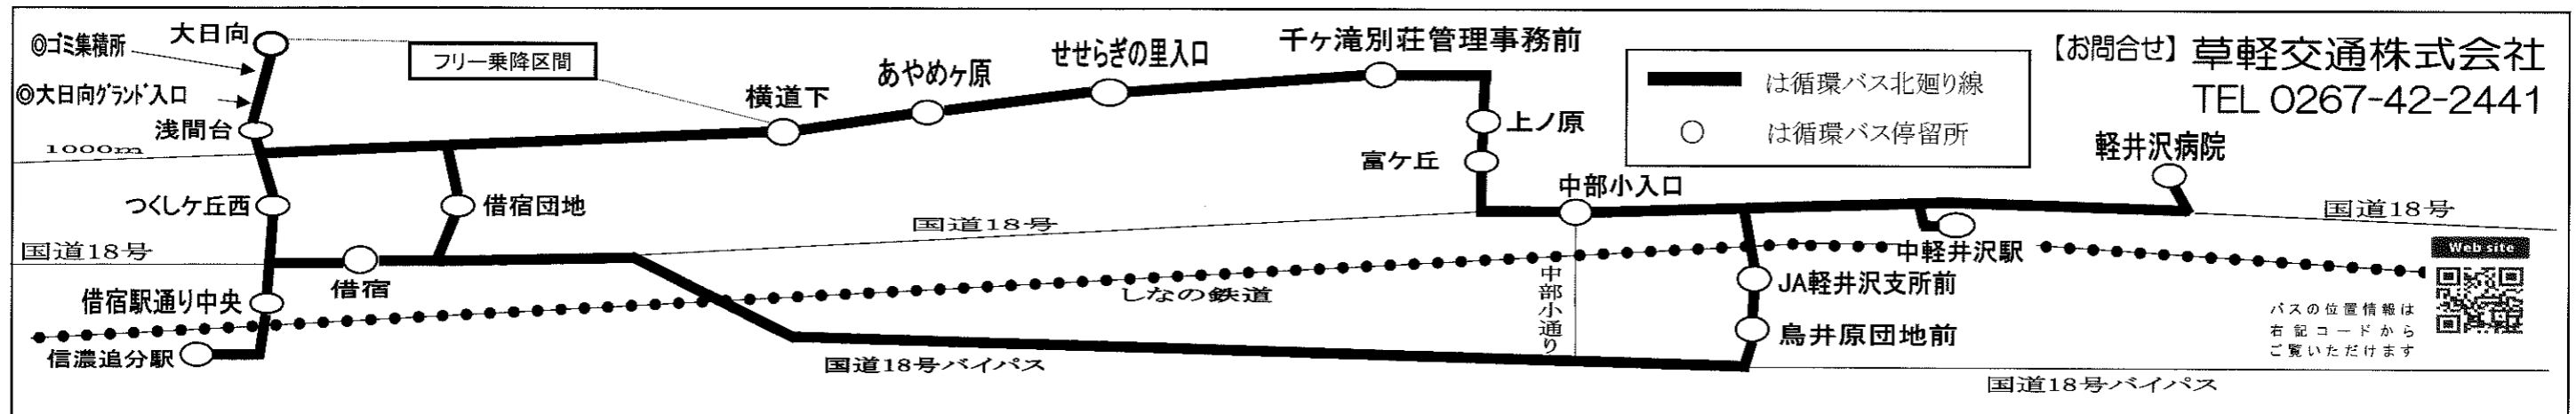 ◎ゴミ集積所
大日向
フリー乗降区間
◎大日向グランド入口
浅間台
1000m
横道下
あやめヶ原
せせらぎの里入口
千ヶ滝別荘管理事務前
上ノ原
富ケ丘
は循環バス北廻り線
は循環バス停留所
【お問合せ】草軽交通株式会社
TEL 0267-42-2441
軽井沢病院
つくしケ丘西
借宿団地
中部小入口
国道18号
国道18号
国道18号
借宿
中軽井沢駅
Web site
借宿駅通り中央
しなの鉄道
中部小通り
JA軽井沢支所前
鳥井原団地前
バスの位置情報は
右記コードから
ご覧いただけます
信濃追分駅
国道18号バイパス
国道18号バイパス